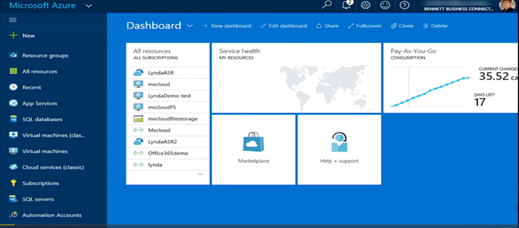 Microsoft Azure
BENNETT BUSINESS CONNECT...
New
Resource groups
All resources
Recent
App Services
SQL databases
Virtual machines (clas...
Virtual machines
Cloud services (classic)
Subscriptions
SQL servers
Automation Accounts
Dashboard
+ New dashboard
Edit dashboard
Share
Fullscreen
Clone
Delete
All resources
ALL SUBSCRIPTIONS
LyndaASR
mscloud
LyndaDemo-test
mscloudFS
mscloudfilestorage
Mscloud
LyndaASR2
Office365demo
lynda
...
Service health
MY RESOURCES
Marketplace
Help + support
Pay-As-You-Go
CONSUMPTION
CURRENT CHARGES
35.52 CA
DAYS LEFT
17